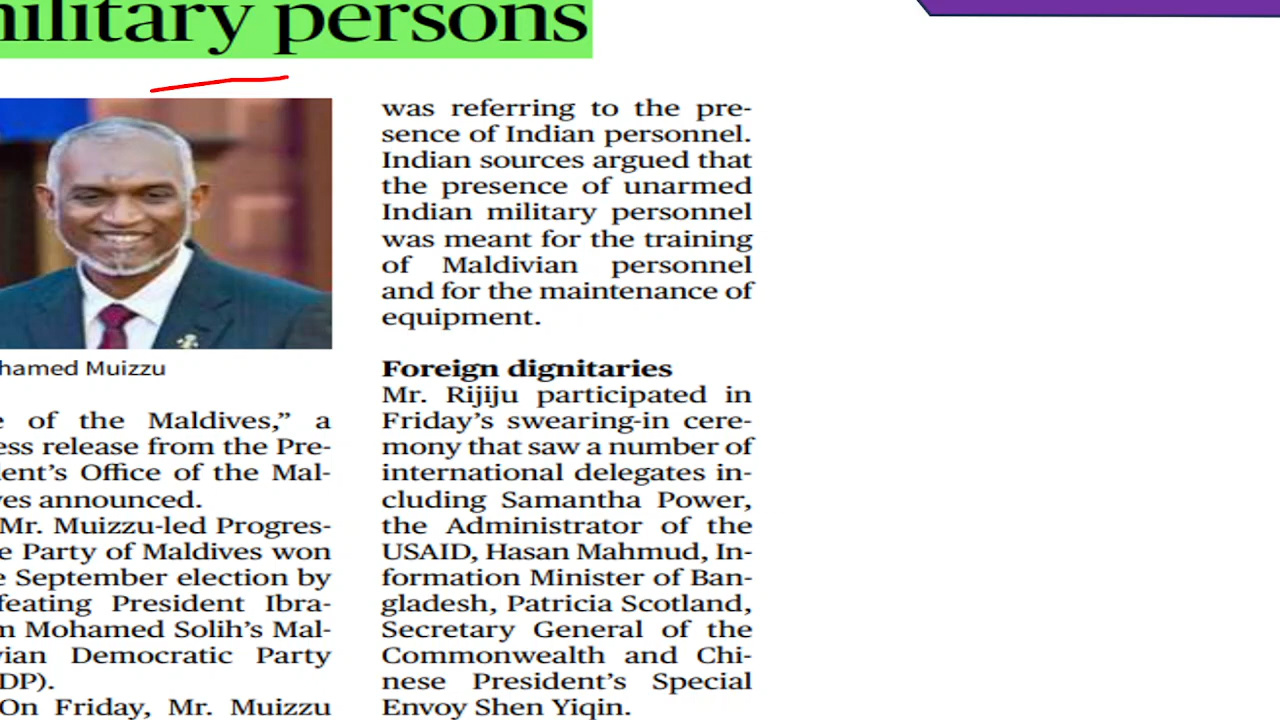 military persons
hamed Muizzu
e of the Maldives,” a
ess release from the Pre-
dent’s Office of the Mal-
ves announced.
Mr. Muizzu-led Progres-
e Party of Maldives won
e September election by
feating President Ibra-
m Mohamed Solih’s Mal-
vian Democratic Party
DP).
On Friday, Mr. Muizzu
was referring to the pre-
sence of Indian personnel.
Indian sources argued that
the presence of unarmed
Indian military personnel
was meant for the training
of Maldivian personnel
and for the maintenance of
equipment.
Foreign dignitaries
Mr. Rijiju participated in
Friday’s swearing-in cere-
mony that saw a number of
international delegates in-
cluding Samantha Power,
the Administrator of the
USAID, Hasan Mahmud, In-
formation Minister of Ban-
gladesh, Patricia Scotland,
Secretary General of the
Commonwealth and Chi-
nese President’s Special
Envoy Shen Yiqin.